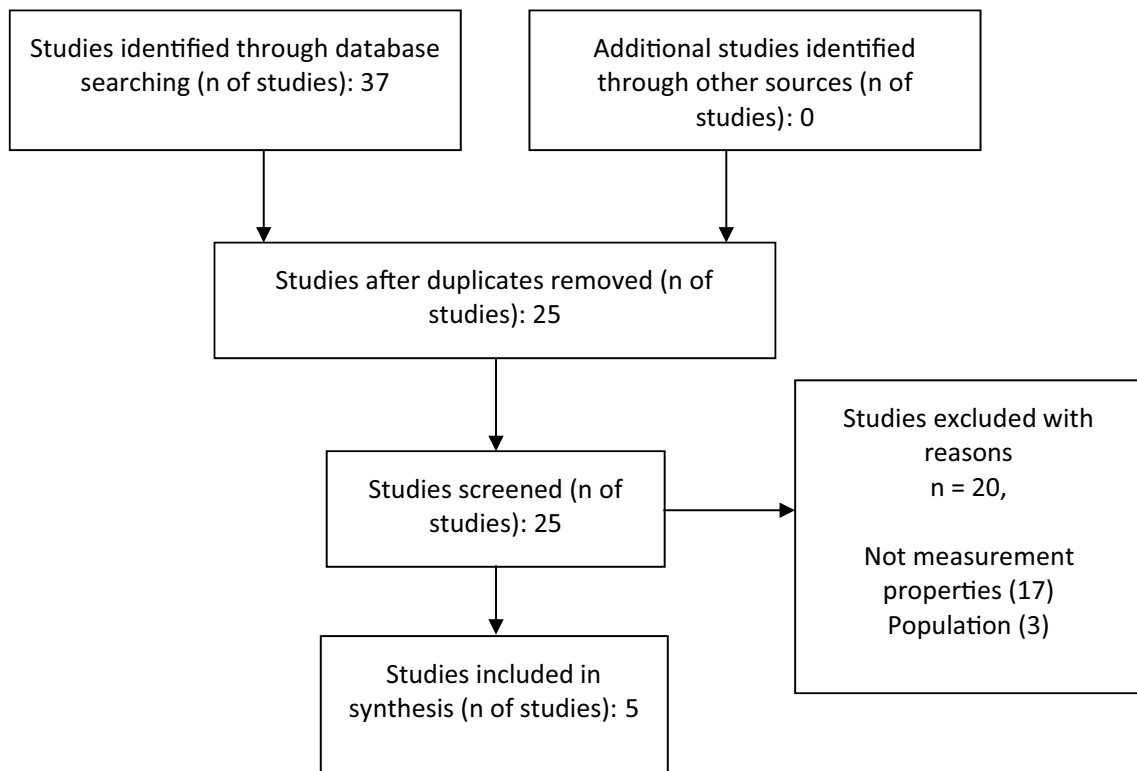 Studies identified through database
searching (n of studies): 37
Additional studies identified
through other sources (n of
studies): 0
Studies after duplicates removed (n of
studies): 25
Studies screened (n of
studies): 25
Studies excluded with
reasons
n = 20,
Not measurement
properties (17)
Population (3)
Studies included in
synthesis (n of studies): 5